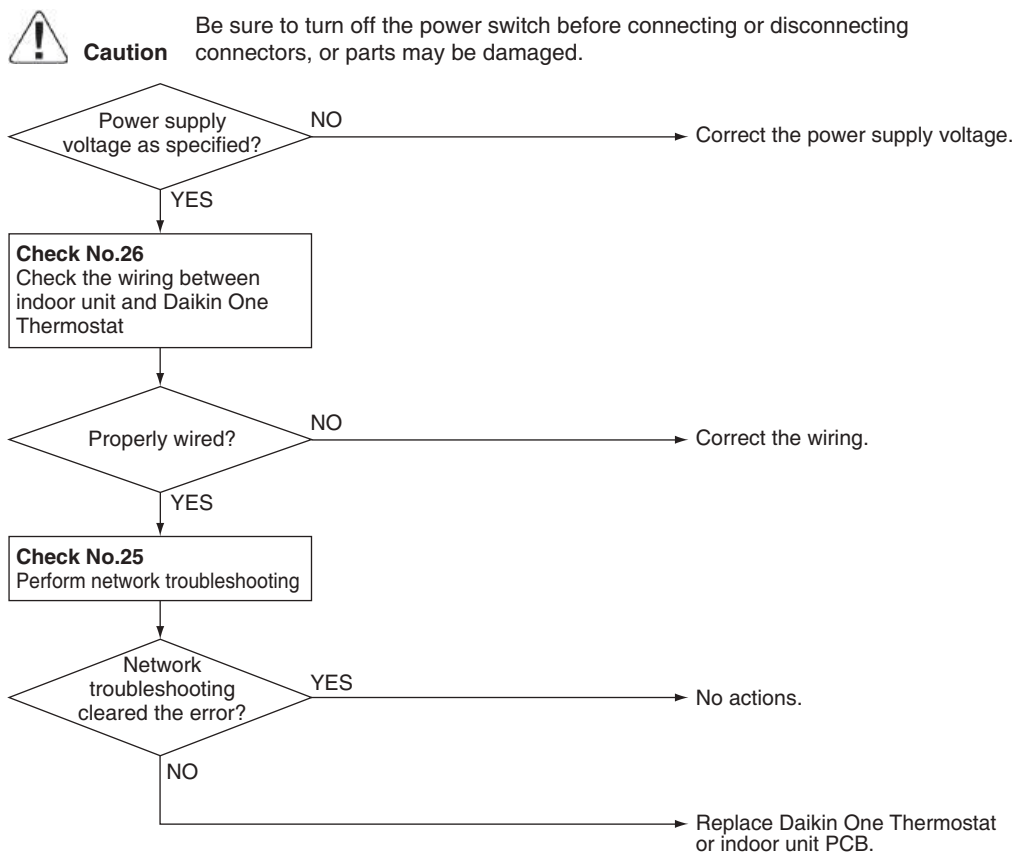 Be sure to turn off the power switch before connecting or disconnecting
Caution connectors, or parts may be damaged.
Power supply
voltage as specified?
NO
Correct the power supply voltage.
YES
Check No.26
Check the wiring between
indoor unit and Daikin One
Thermostat
Properly wired?
NO
Correct the wiring.
YES
Check No.25
Perform network troubleshooting
Network
troubleshooting
cleared the error?
YES
No actions.
NO
Replace Daikin One Thermostat
or indoor unit PCB.